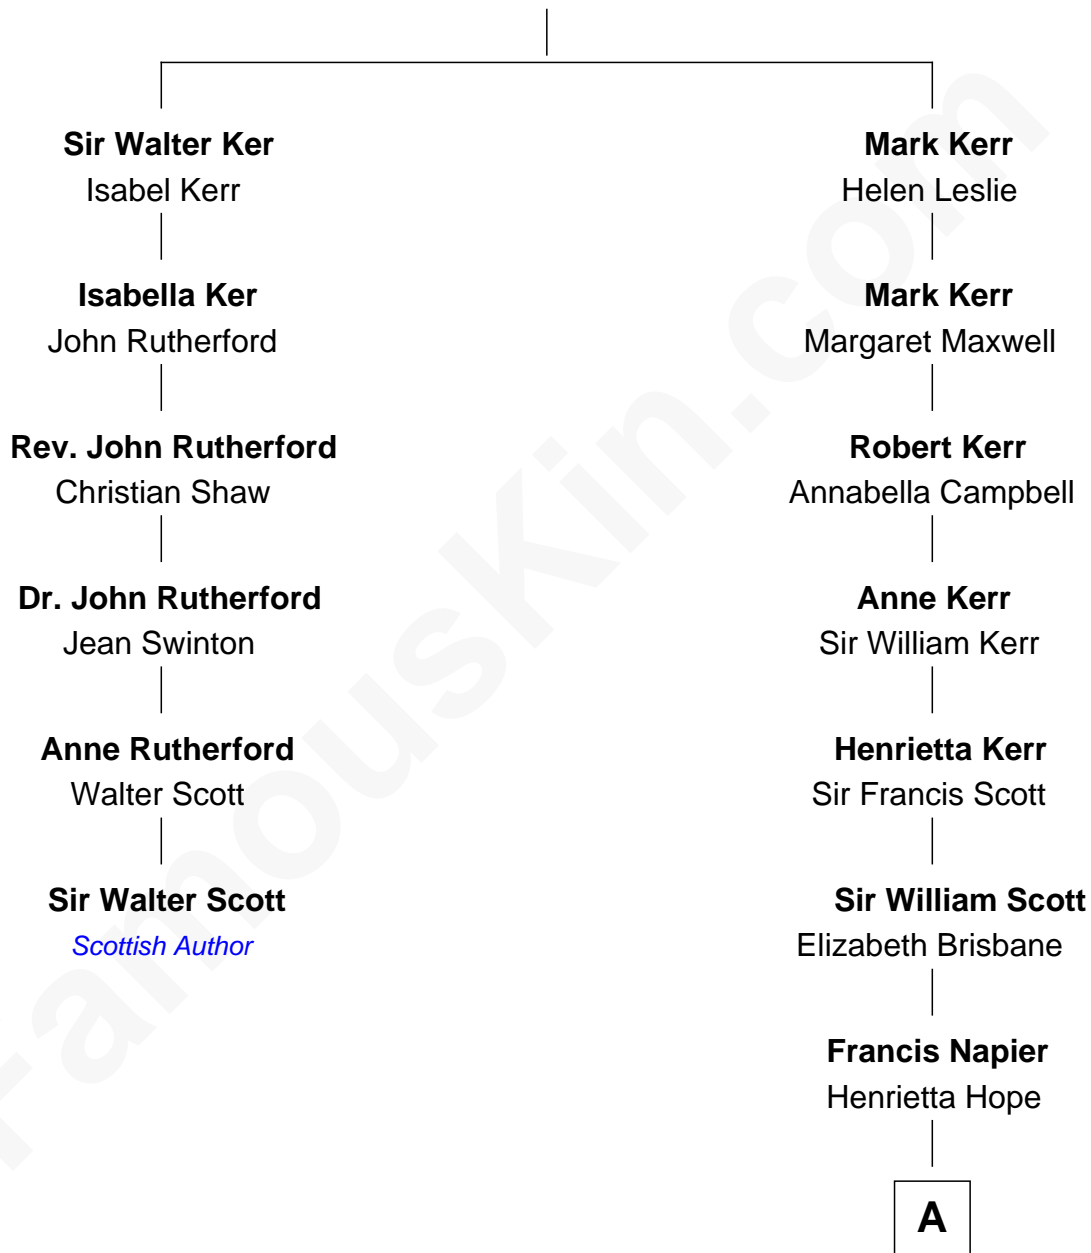 Sir Walter Ker
Isabel Kerr
Isabella Ker
John Rutherford
Rev. John Rutherford
Christian Shaw
Dr. John Rutherford
Jean Swinton
Anne Rutherford
Walter Scott
Sir Walter Scott
Scottish Author
Mark Kerr
Helen Leslie
Mark Kerr
Margaret Maxwell
Robert Kerr
Annabella Campbell
Anne Kerr
Sir William Kerr
Henrietta Kerr
Sir Francis Scott
Sir William Scott
Elizabeth Brisbane
Francis Napier
Henrietta Hope
A
FamousKin.com